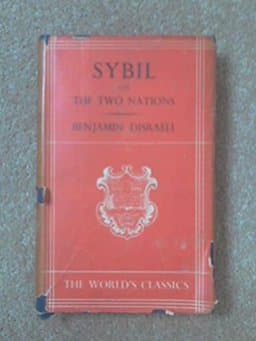 SYBIL
OR
THE TWO NATIONS
BENJAMIN DISRAELI
THE WORLD'S CLASSICS